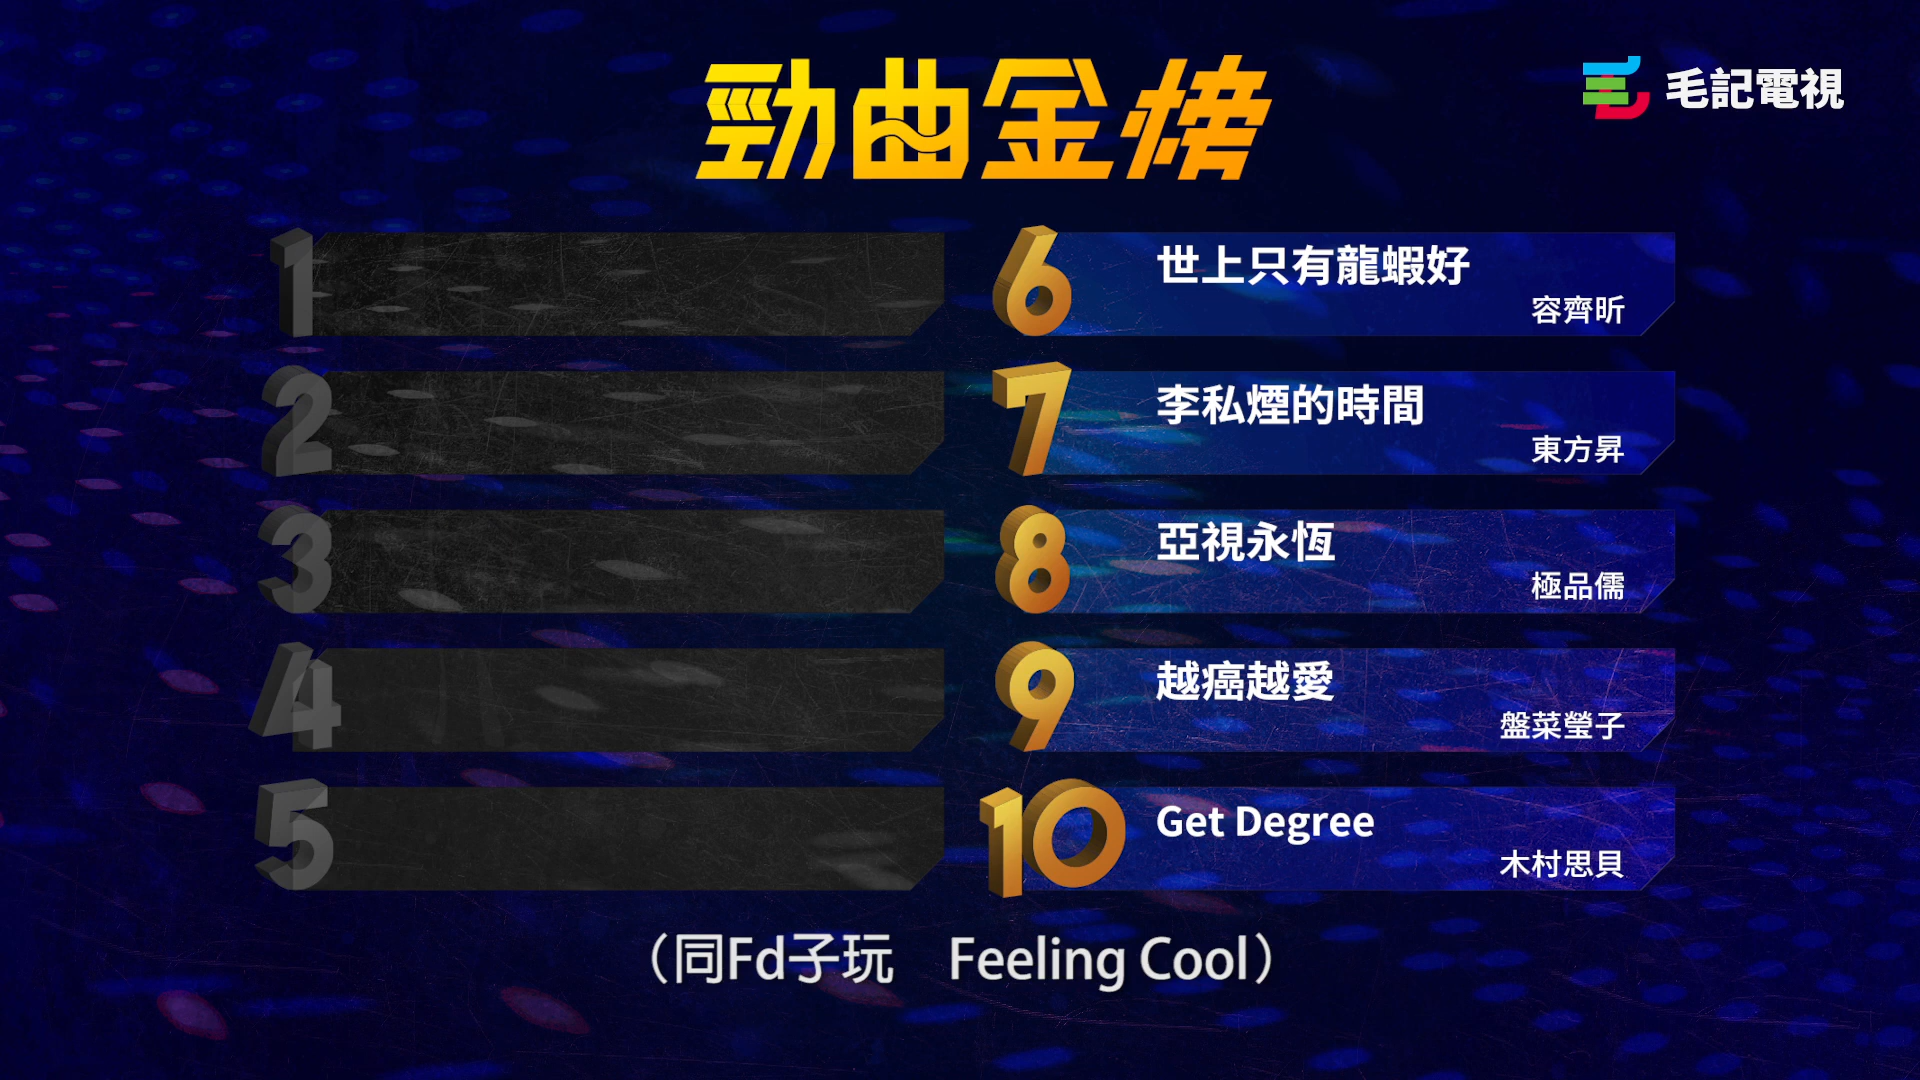 勁曲金榜
毛記電視
1
2
3
4
5
6 世上只有龍蝦好
容齊昕
7 李私煙的時間
東方昇
8 亞視永恆
極品儒
9 越癌越愛
盤菜瑩子
10 Get Degree
木村思貝
（同Fd子玩　Feeling Cool）